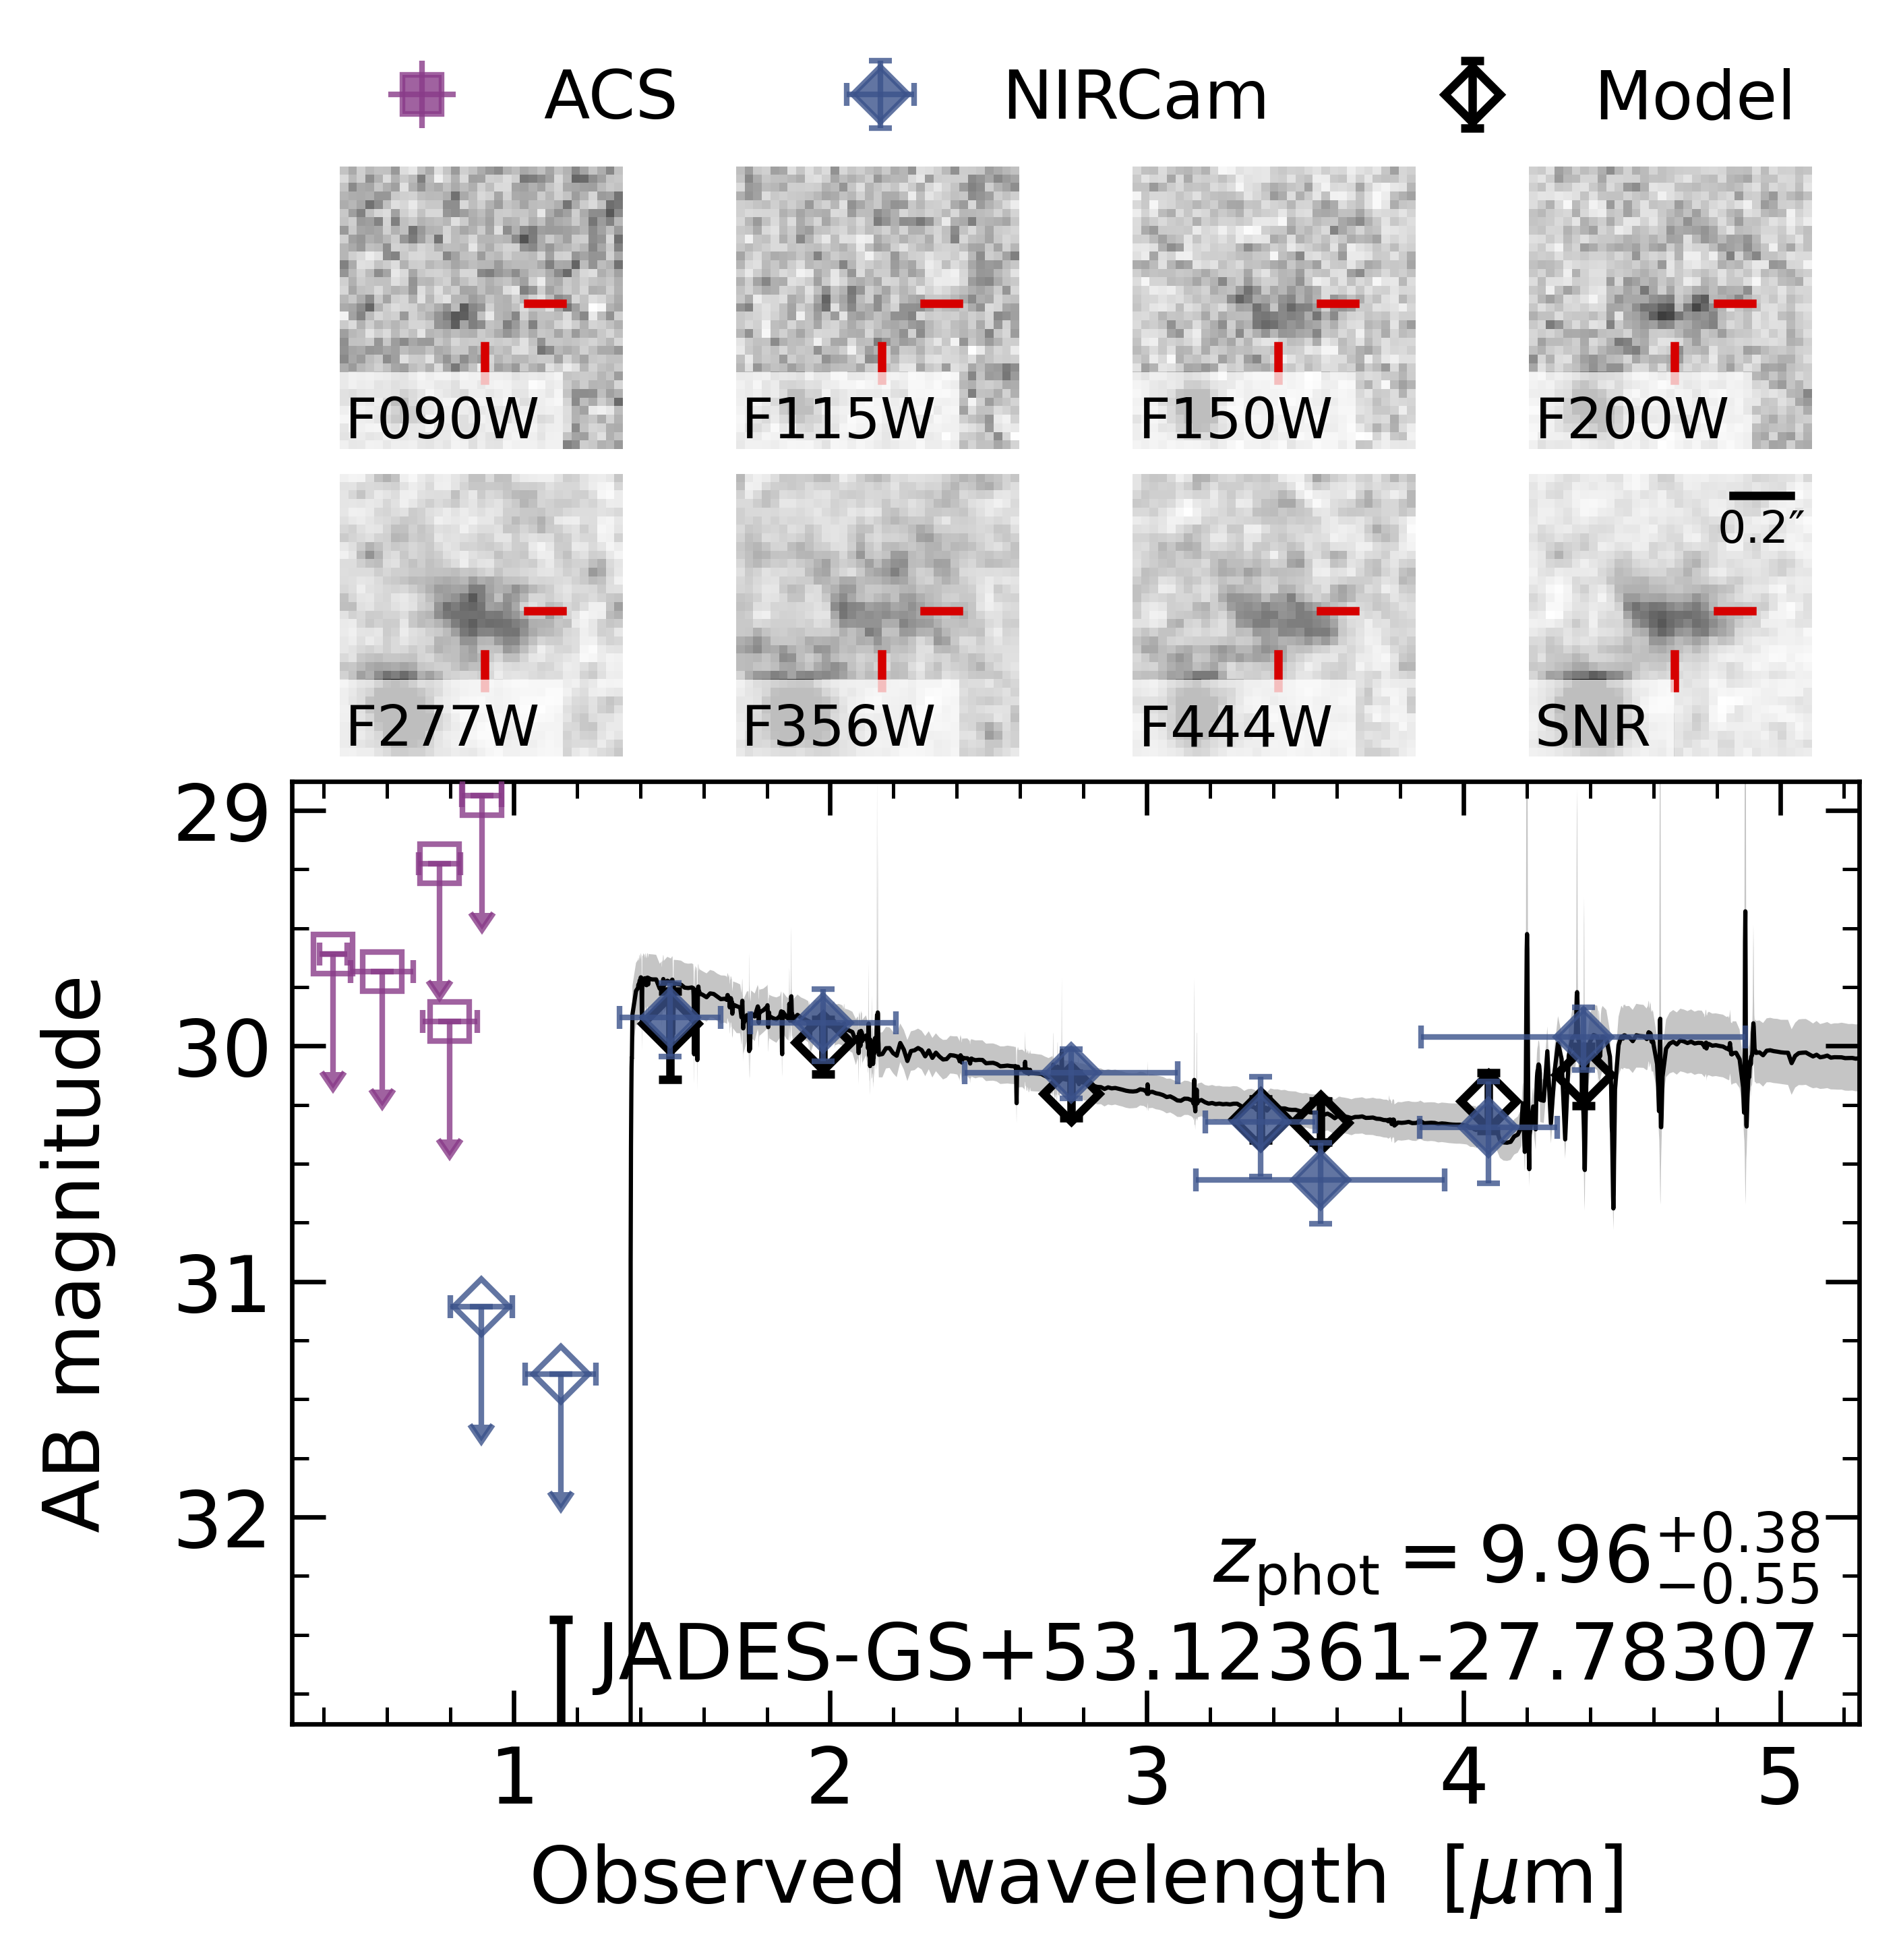 ACS NIRCam Model
F090W F115W F150W F200W
0.2″
F277W F356W F444W SNR
29
30
31
32
AB magnitude
z_phot = 9.96^{+0.38}_{−0.55}
JADES-GS+53.12361-27.78307
1 2 3 4 5
Observed wavelength [μm]